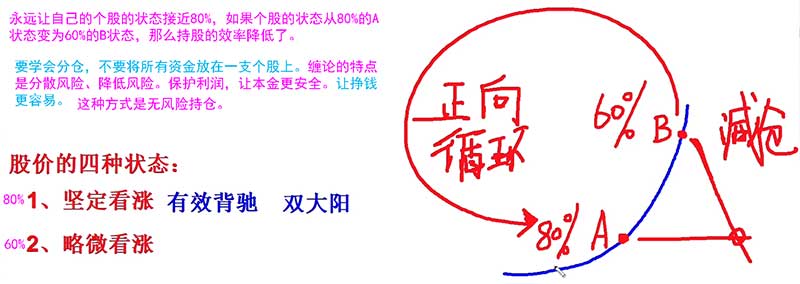 永远让自己的个股的状态接近80%，如果个股的状态从80%的A
状态变为60%的B状态，那么持股的效率降低了。
要学会分仓，不要将所有资金放在一支个股上。缠论的特点
是分散风险、降低风险。保护利润，让本金更安全。让挣钱
更容易。 这种方式是无风险持仓。
股价的四种状态：
80% 1、坚定看涨 有效背驰 双大阳
60% 2、略微看涨
正向
循环
60% B
减仓
80% A